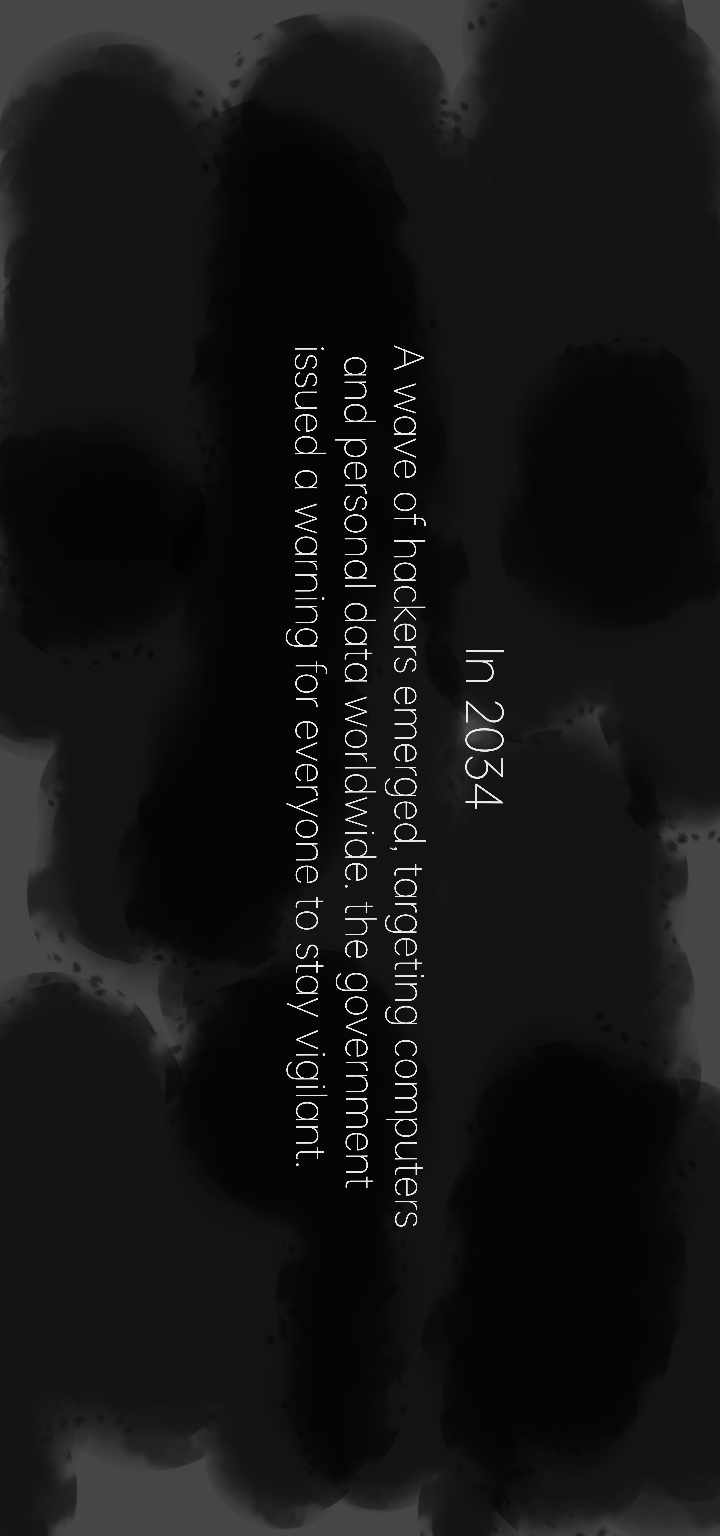 In 2034
A wave of hackers emerged, targeting computers
and personal data worldwide. the government
issued a warning for everyone to stay vigilant.